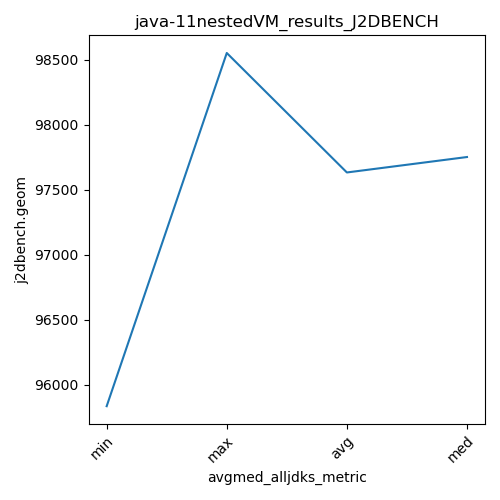 java-11nestedVM_results_J2DBENCH
98500
98000
97500
97000
96500
96000
j2dbench.geom
min
max
avg
med
avgmed_alljdks_metric